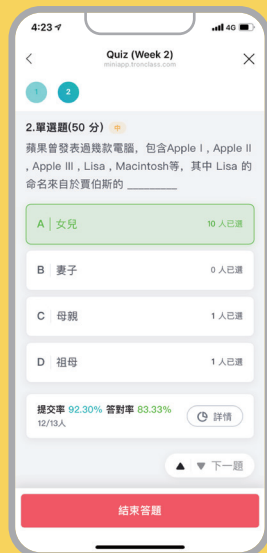 4:23
4G
Quiz (Week 2)
miniapp.tronclass.com
1
2
2.單選題(50 分) 中
蘋果曾發表過幾款電腦，包含Apple I , Apple II
, Apple III , Lisa , Macintosh等，其中 Lisa 的
命名來自於賈伯斯的 ________
A | 女兒 10 人已選
B | 妻子 0 人已選
C | 母親 1 人已選
D | 祖母 1 人已選
提交率 92.30% 答對率 83.33%
12/13人
詳情
▲ ▼ 下一題
結束答題